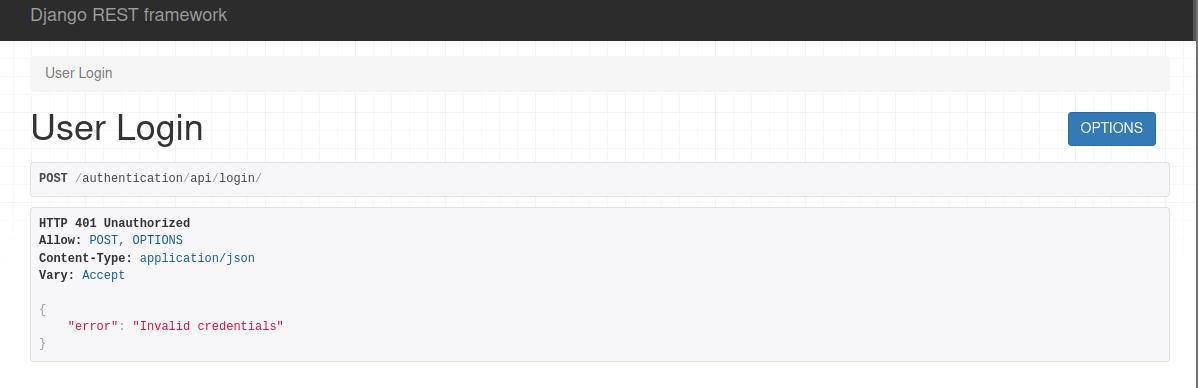 Django REST framework
User Login
User Login
OPTIONS
POST /authentication/api/login/
HTTP 401 Unauthorized
Allow: POST, OPTIONS
Content-Type: application/json
Vary: Accept
{
    "error": "Invalid credentials"
}